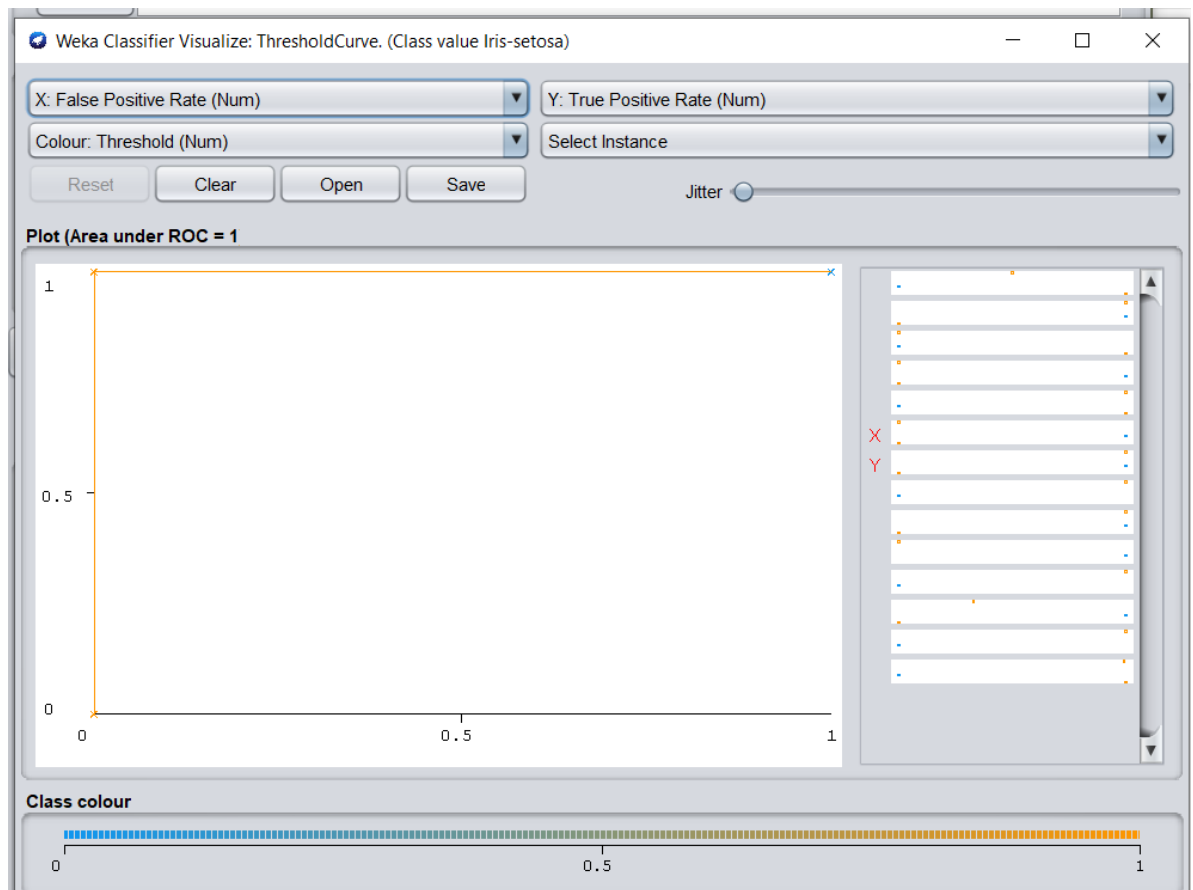 Weka Classifier Visualize: ThresholdCurve. (Class value Iris-setosa)
X: False Positive Rate (Num)
Y: True Positive Rate (Num)
Colour: Threshold (Num)
Select Instance
Reset
Clear
Open
Save
Jitter
Plot (Area under ROC = 1
1
0.5
0
0
0.5
1
X
Y
Class colour
0
0.5
1